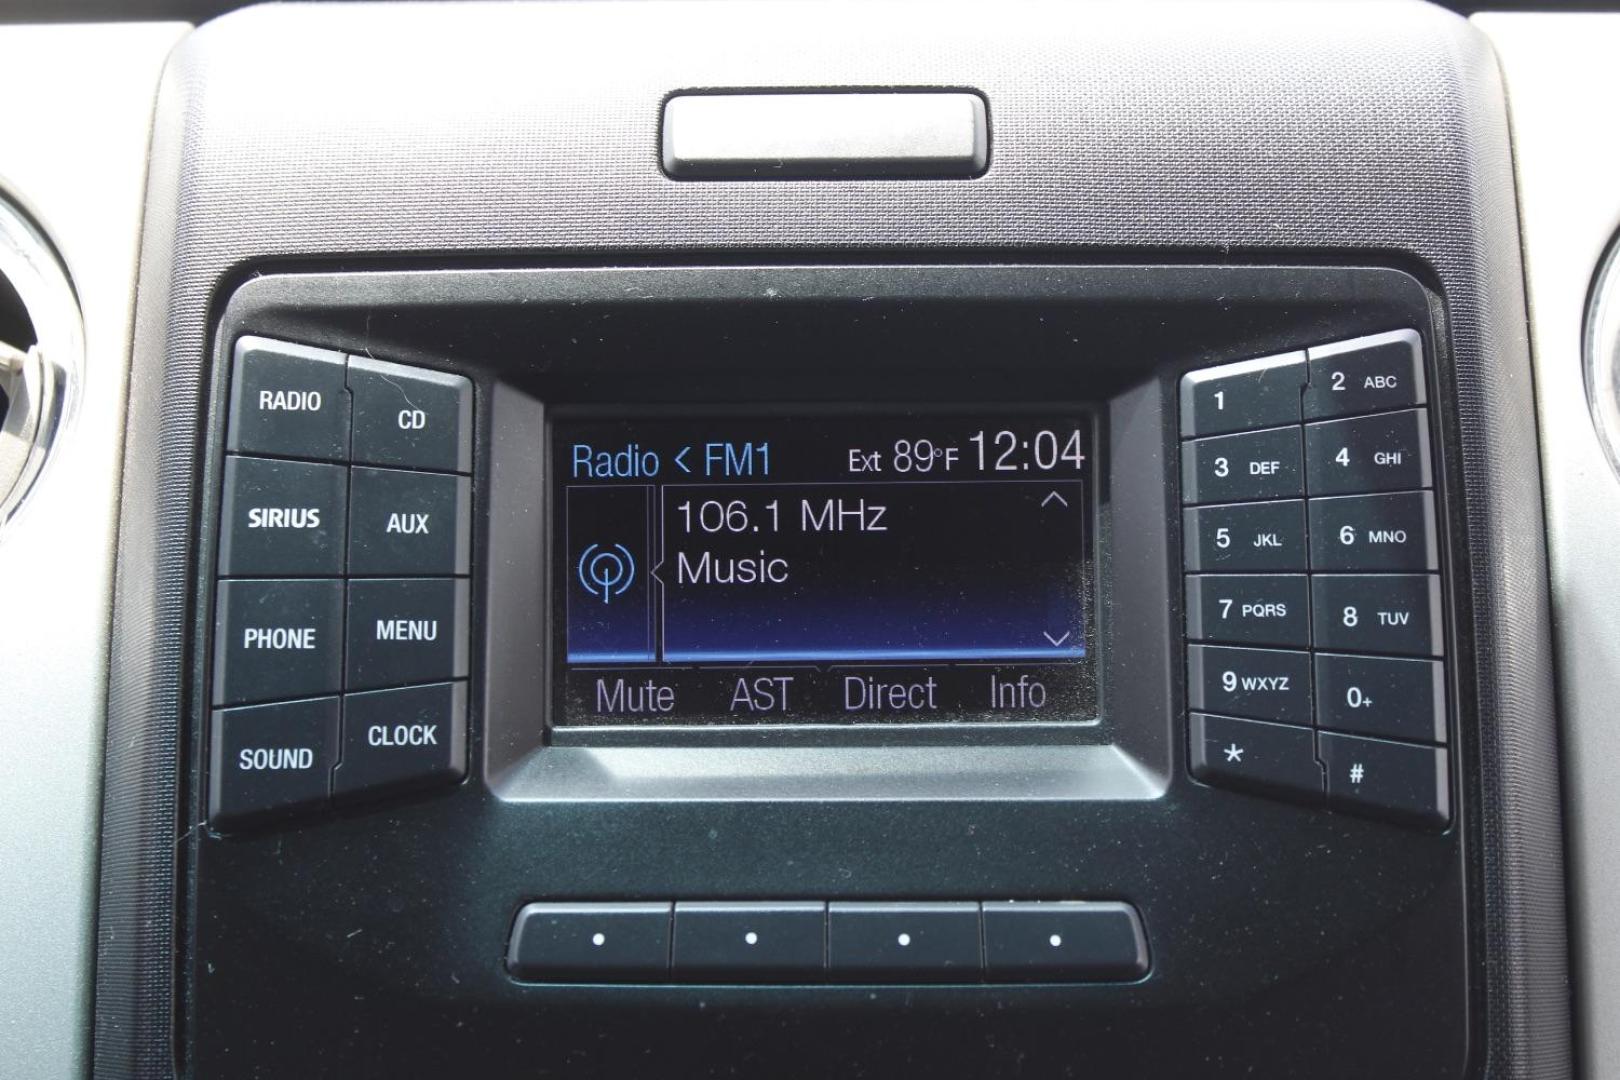 RADIO
CD
SIRIUS
AUX
PHONE
MENU
SOUND
CLOCK
Radio < FM1 Ext 89°F 12:04
106.1 MHz
Music
Mute AST Direct Info
1
2 ABC
3 DEF
4 GHI
5 JKL
6 MNO
7 PQRS
8 TUV
9 WXYZ
0+
*
#